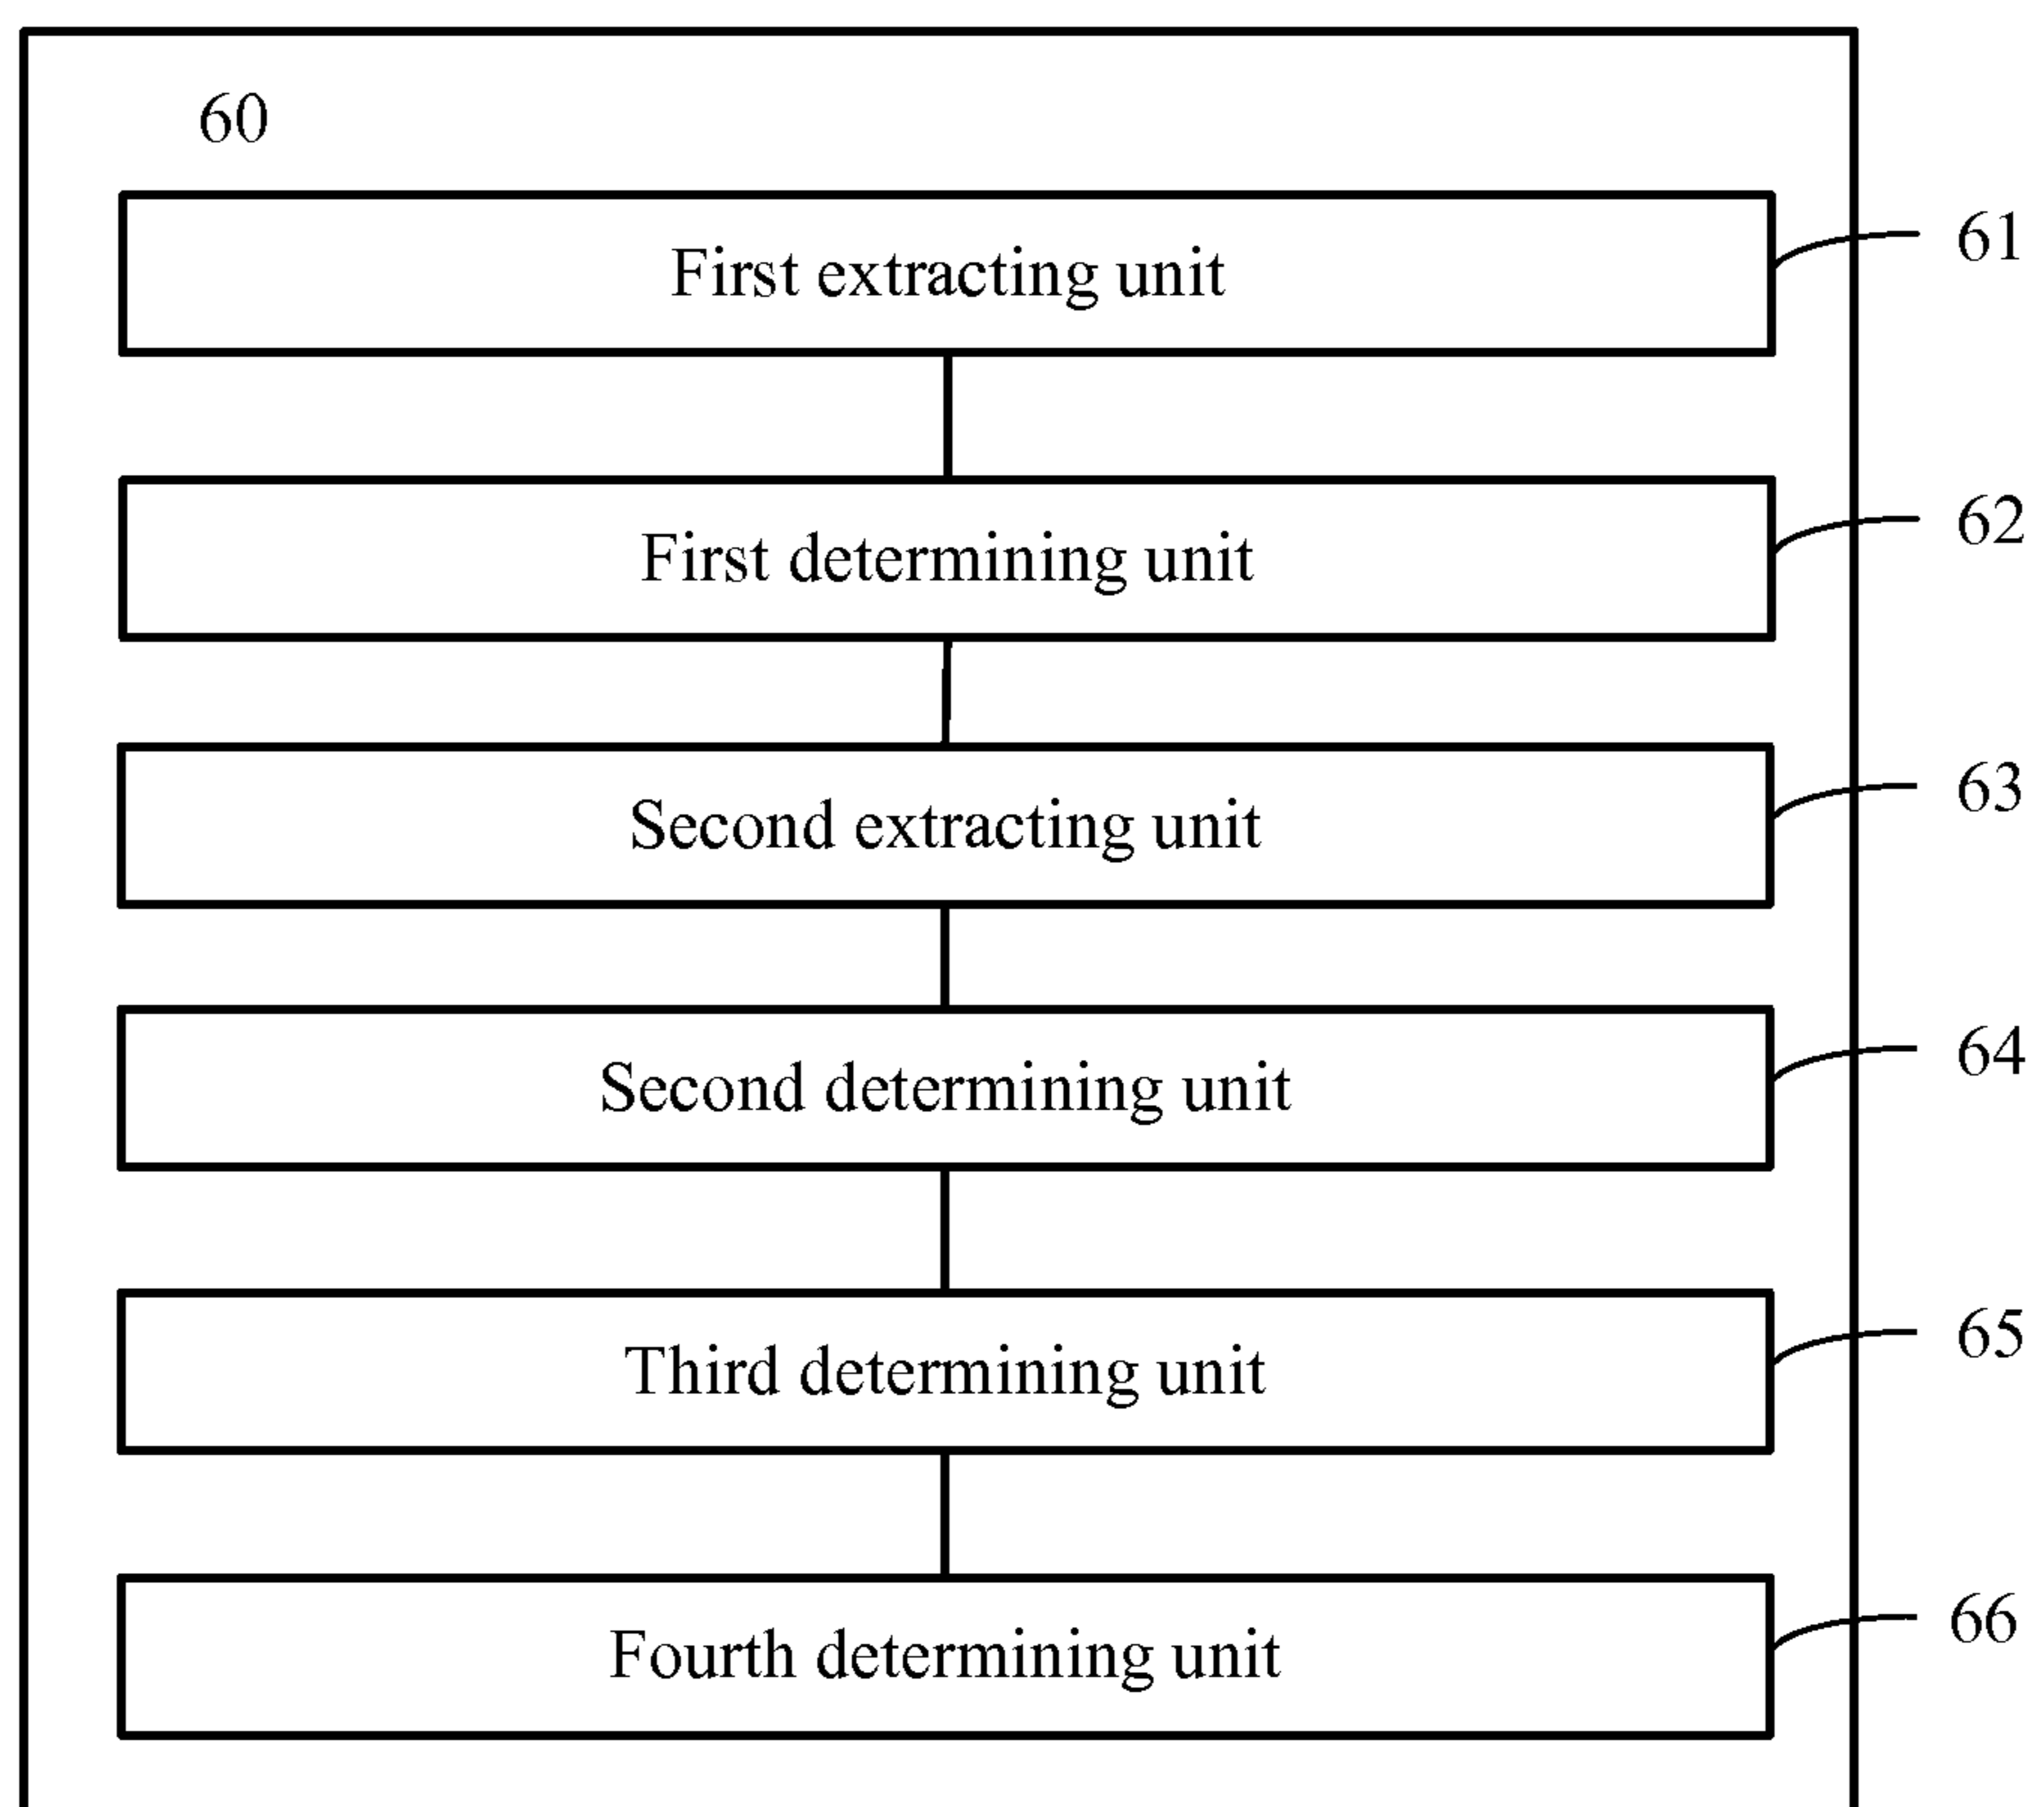 60
First extracting unit
61
First determining unit
62
Second extracting unit
63
Second determining unit
64
Third determining unit
65
Fourth determining unit
66